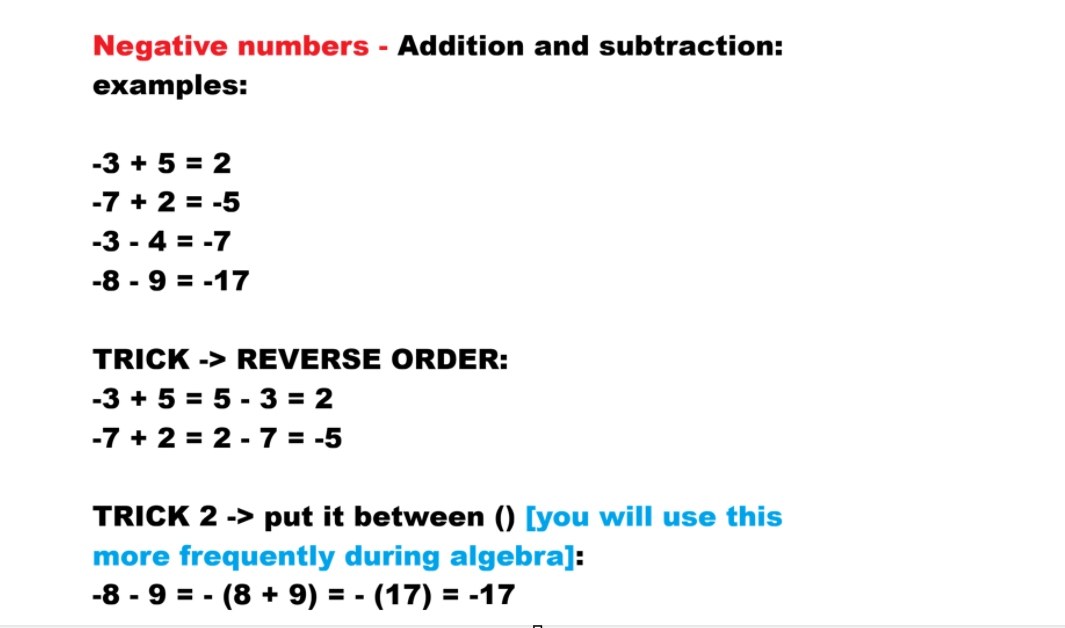 Negative numbers - Addition and subtraction:
examples:
-3 + 5 = 2
-7 + 2 = -5
-3 - 4 = -7
-8 - 9 = -17
TRICK -> REVERSE ORDER:
-3 + 5 = 5 - 3 = 2
-7 + 2 = 2 - 7 = -5
TRICK 2 -> put it between () [you will use this
more frequently during algebra]:
-8 - 9 = - (8 + 9) = - (17) = -17